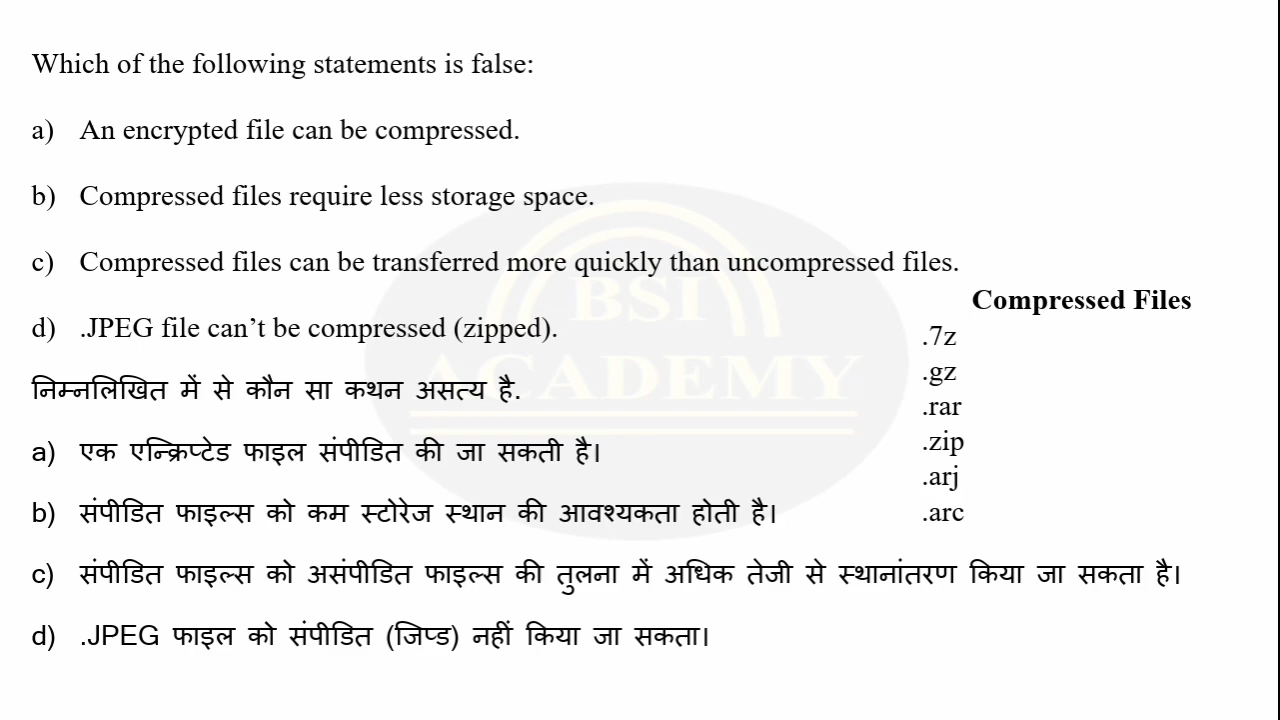 Which of the following statements is false:
a) An encrypted file can be compressed.
b) Compressed files require less storage space.
c) Compressed files can be transferred more quickly than uncompressed files.
d) .JPEG file can’t be compressed (zipped).
निम्नलिखित में से कौन सा कथन असत्य है.
a) एक एन्क्रिप्टेड फाइल संपीडित की जा सकती है।
b) संपीडित फाइल्स को कम स्टोरेज स्थान की आवश्यकता होती है।
c) संपीडित फाइल्स को असंपीडित फाइल्स की तुलना में अधिक तेजी से स्थानांतरण किया जा सकता है।
d) .JPEG फाइल को संपीडित (जिप्ड) नहीं किया जा सकता।
Compressed Files
.7z
.gz
.rar
.zip
.arj
.arc
BSI
ACADEMY